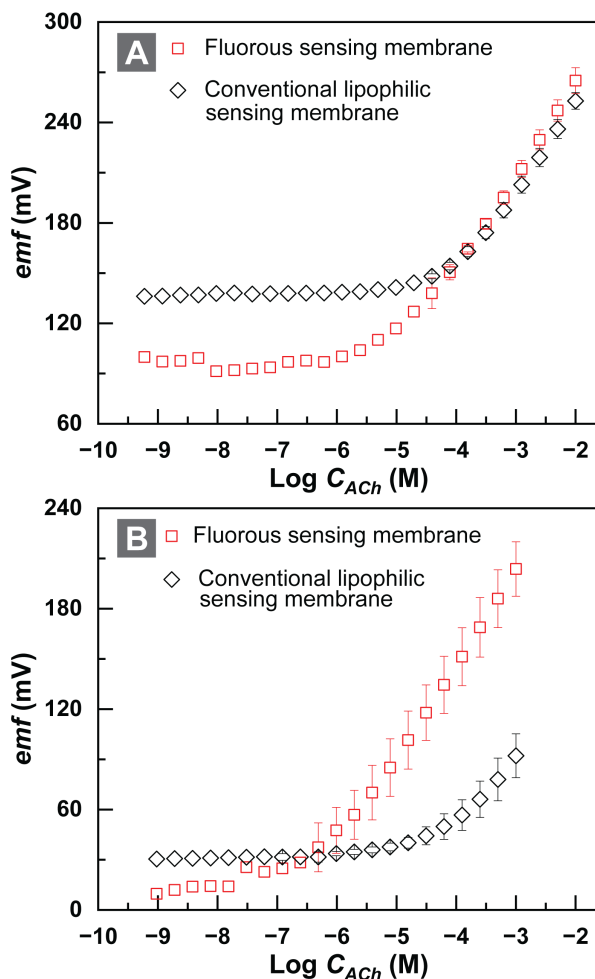 A
Fluorous sensing membrane
Conventional lipophilic
sensing membrane
300
240
180
120
60
emf (mV)
−10 −9 −8 −7 −6 −5 −4 −3 −2
Log C_ACh (M)
B
Fluorous sensing membrane
Conventional lipophilic
sensing membrane
240
180
120
60
0
emf (mV)
−10 −9 −8 −7 −6 −5 −4 −3 −2
Log C_ACh (M)